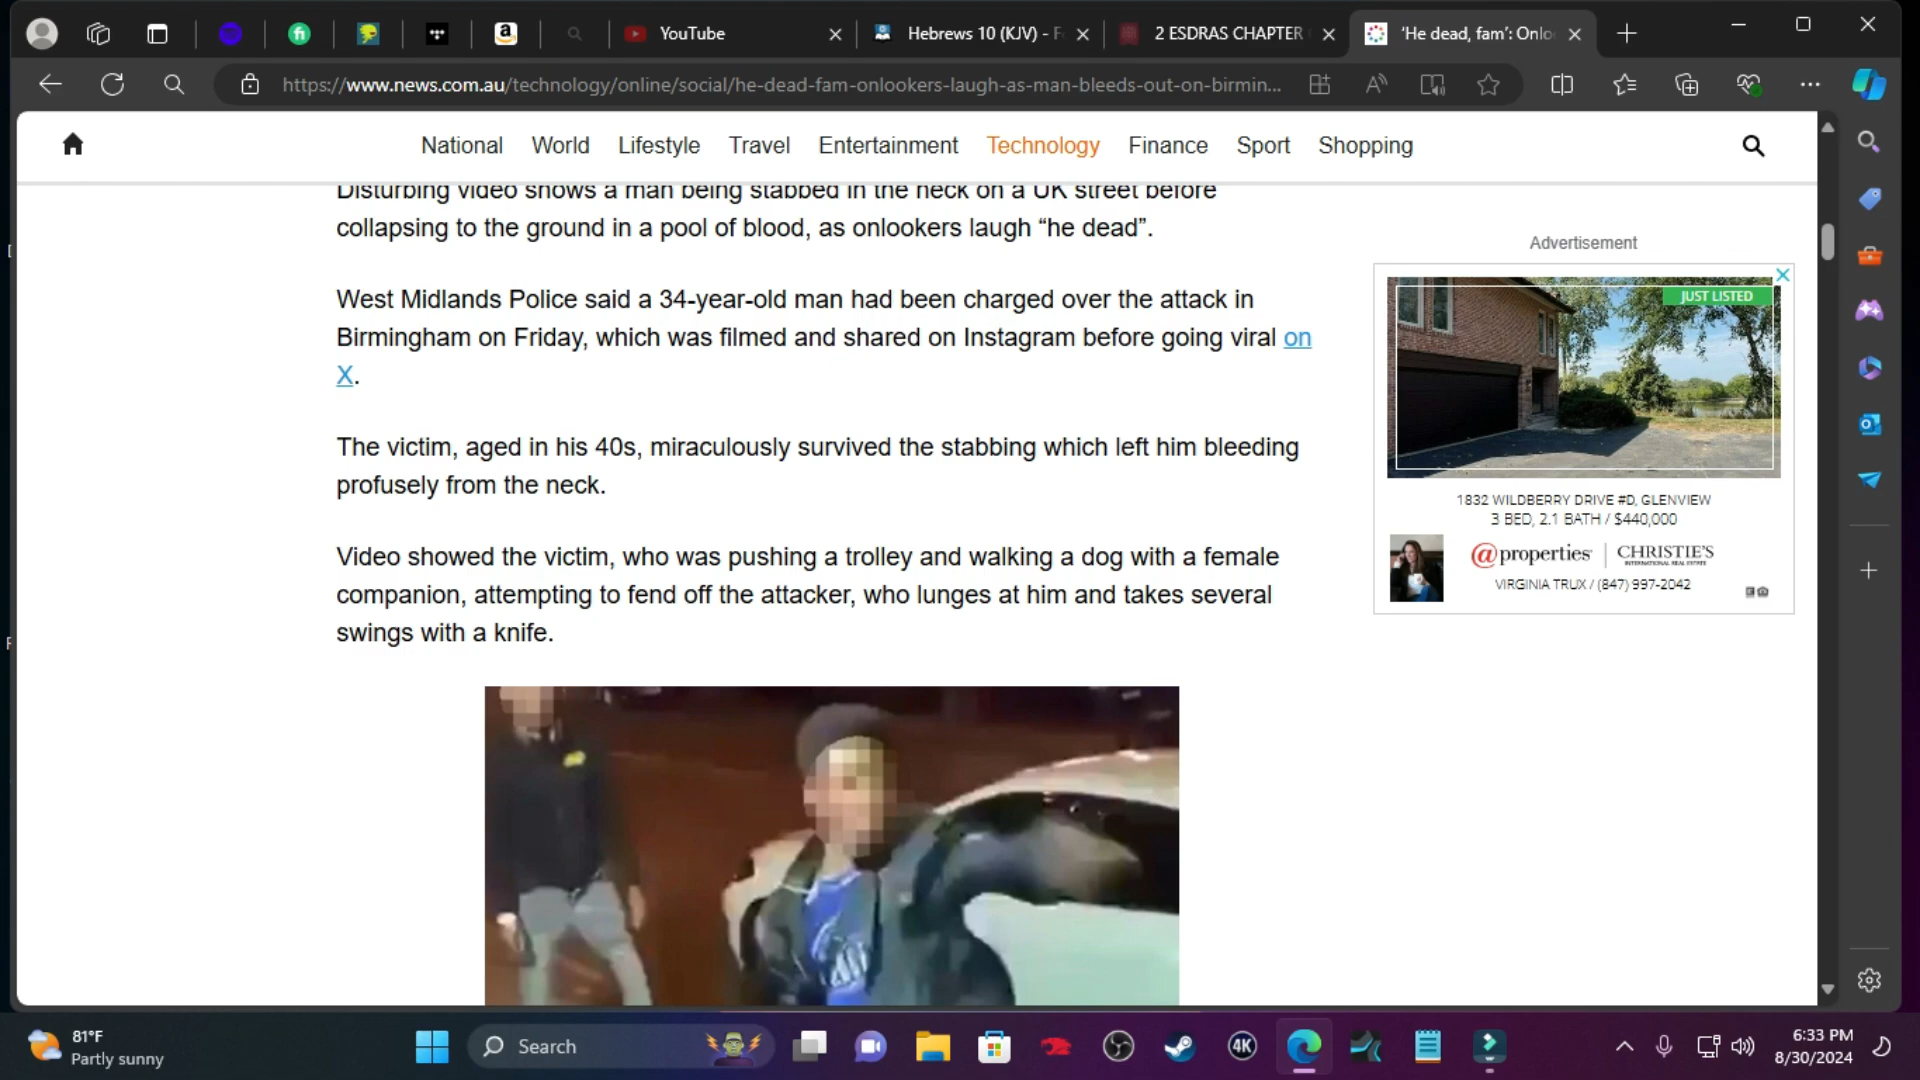 YouTube
Hebrews 10 (KJV) - F
2 ESDRAS CHAPTER
'He dead, fam': Onlo
https://www.news.com.au/technology/online/social/he-dead-fam-onlookers-laugh-as-man-bleeds-out-on-birmin...
National World Lifestyle Travel Entertainment Technology Finance Sport Shopping
Disturbing video shows a man being stabbed in the neck on a UK street before
collapsing to the ground in a pool of blood, as onlookers laugh “he dead”.
West Midlands Police said a 34-year-old man had been charged over the attack in
Birmingham on Friday, which was filmed and shared on Instagram before going viral on
X.
The victim, aged in his 40s, miraculously survived the stabbing which left him bleeding
profusely from the neck.
Video showed the victim, who was pushing a trolley and walking a dog with a female
companion, attempting to fend off the attacker, who lunges at him and takes several
swings with a knife.
Advertisement
JUST LISTED
1832 WILDBERRY DRIVE #D, GLENVIEW
3 BED, 2.1 BATH / $440,000
@properties CHRISTIE'S
INTERNATIONAL REAL ESTATE
VIRGINIA TRUX / (847) 997-2042
81°F
Partly sunny
Search
4K
6:33 PM
8/30/2024